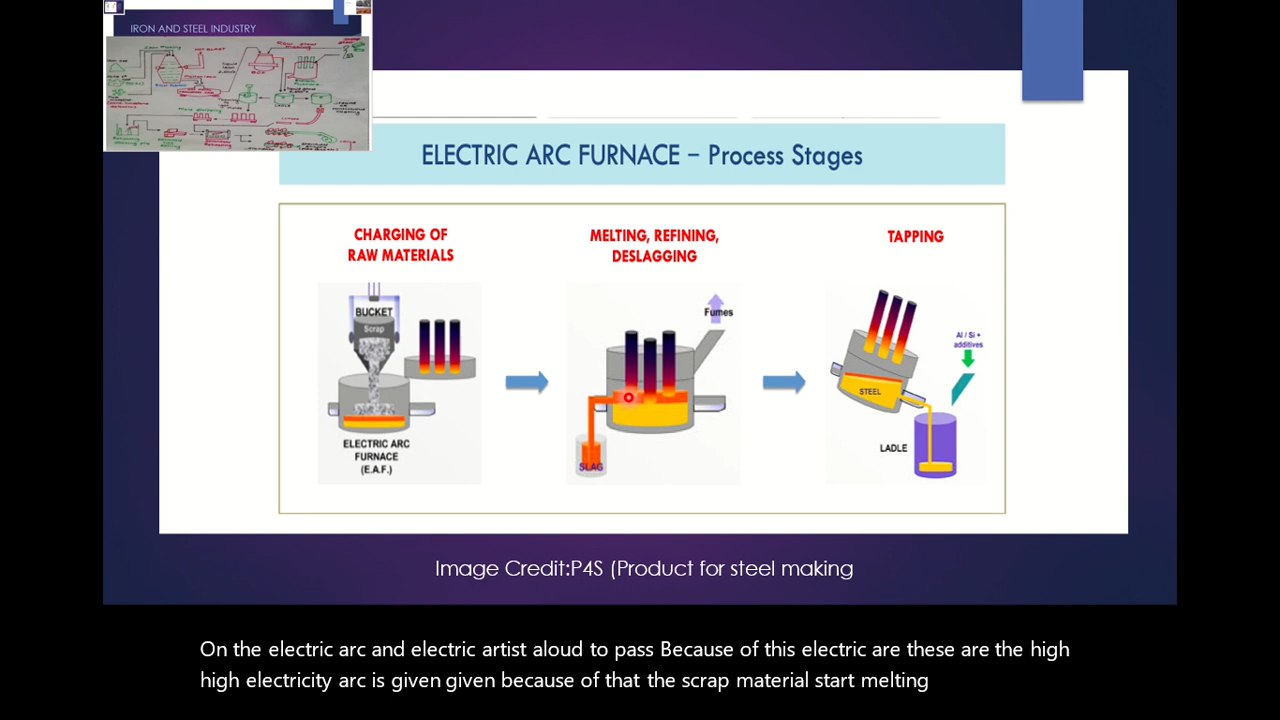 IRON AND STEEL INDUSTRY
ELECTRIC ARC FURNACE – Process Stages
CHARGING OF
RAW MATERIALS
BUCKET
Scrap
ELECTRIC ARC
FURNACE
(E.A.F.)
MELTING, REFINING,
DESLAGGING
Fumes
SLAG
TAPPING
Al / Si +
additives
STEEL
LADLE
Image Credit:P4S (Product for steel making
On the electric arc and electric artist aloud to pass Because of this electric are these are the high
high electricity arc is given given because of that the scrap material start melting